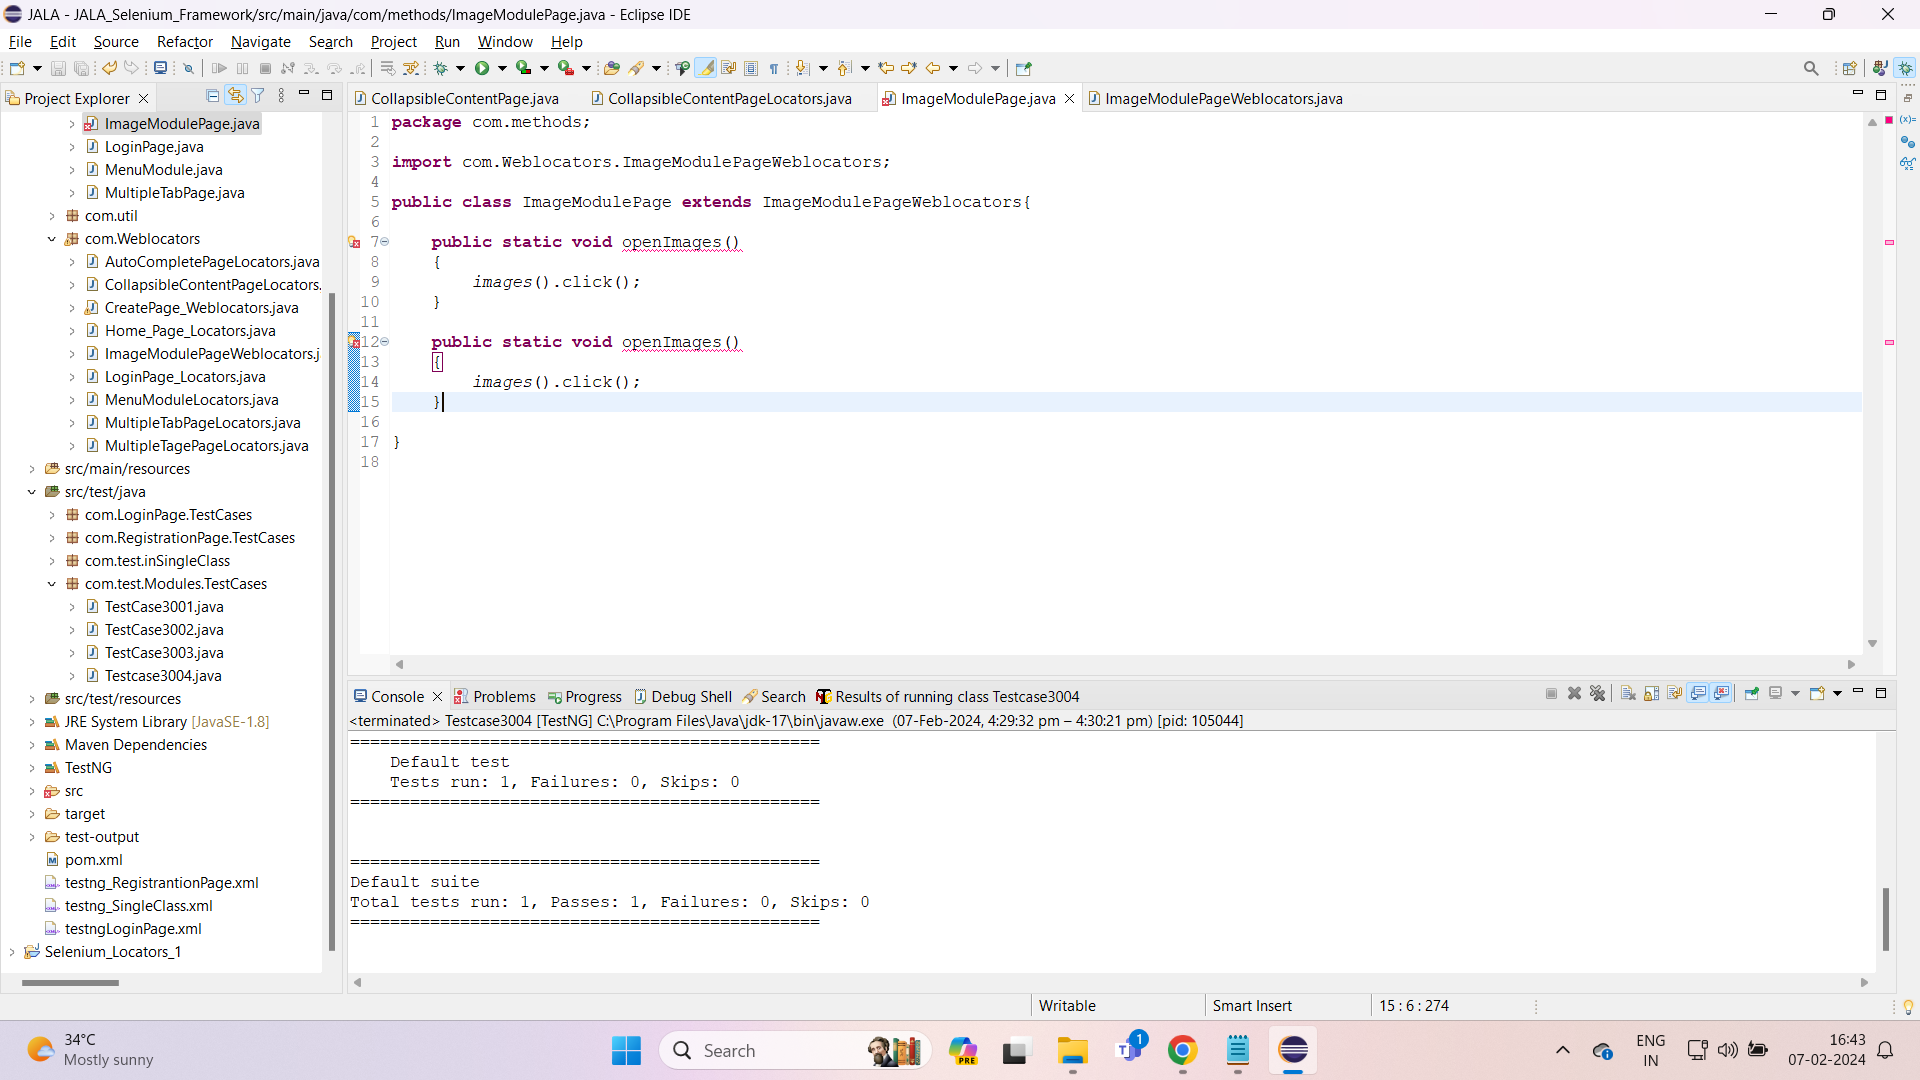 JALA - JALA_Selenium_Framework/src/main/java/com/methods/ImageModulePage.java - Eclipse IDE
File Edit Source Refactor Navigate Search Project Run Window Help
Project Explorer
ImageModulePage.java
LoginPage.java
MenuModule.java
MultipleTabPage.java
com.util
com.Weblocators
AutoCompletePageLocators.java
CollapsibleContentPageLocators.
CreatePage_Weblocators.java
Home_Page_Locators.java
ImageModulePageWeblocators.j
LoginPage_Locators.java
MenuModuleLocators.java
MultipleTabPageLocators.java
MultipleTagePageLocators.java
src/main/resources
src/test/java
com.LoginPage.TestCases
com.RegistrationPage.TestCases
com.test.inSingleClass
com.test.Modules.TestCases
TestCase3001.java
TestCase3002.java
TestCase3003.java
Testcase3004.java
src/test/resources
JRE System Library [JavaSE-1.8]
Maven Dependencies
TestNG
src
target
test-output
pom.xml
testng_RegistrantionPage.xml
testng_SingleClass.xml
testngLoginPage.xml
Selenium_Locators_1
CollapsibleContentPage.java CollapsibleContentPageLocators.java ImageModulePage.java ImageModulePageWeblocators.java
1 package com.methods;
2
3 import com.Weblocators.ImageModulePageWeblocators;
4
5 public class ImageModulePage extends ImageModulePageWeblocators{
6
7 public static void openImages()
8 {
9 images().click();
10 }
11
12 public static void openImages()
13 {
14 images().click();
15 }
16
17 }
18
Console Problems Progress Debug Shell Search Results of running class Testcase3004
<terminated> Testcase3004 [TestNG] C:\Program Files\Java\jdk-17\bin\javaw.exe (07-Feb-2024, 4:29:32 pm – 4:30:21 pm) [pid: 105044]
===============================================
Default test
Tests run: 1, Failures: 0, Skips: 0
===============================================
===============================================
Default suite
Total tests run: 1, Passes: 1, Failures: 0, Skips: 0
===============================================
Writable Smart Insert 15 : 6 : 274
34°C
Mostly sunny
Search
PRE
1
ENG
IN
16:43
07-02-2024